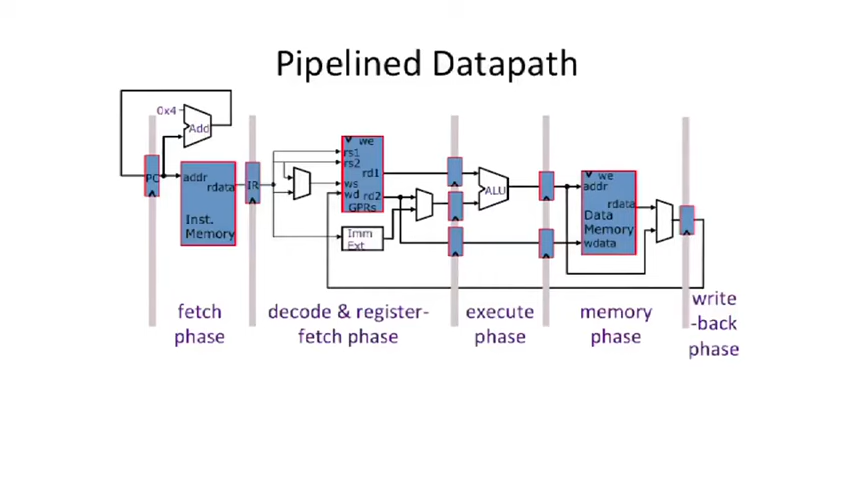 Pipelined Datapath
0x4
Add
PC
addr
rdata
Inst.
Memory
IR
we
rs1
rs2
rd1
ws
wd rd2
GPRs
Imm
Ext
ALU
we
addr
rdata
Data
Memory
wdata
fetch
phase
decode & register-
fetch phase
execute
phase
memory
phase
write
-back
phase